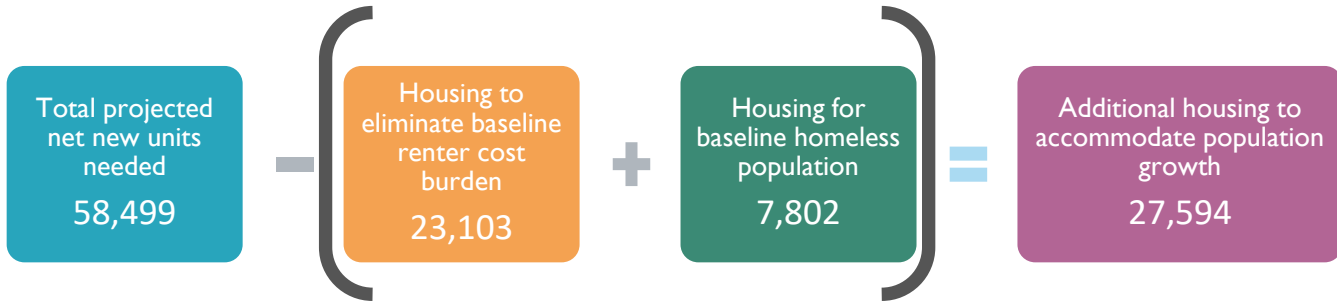 Total projected
net new units
needed
58,499
Housing to
eliminate baseline
renter cost
burden
23,103
Housing for
baseline homeless
population
7,802
Additional housing to
accommodate population
growth
27,594